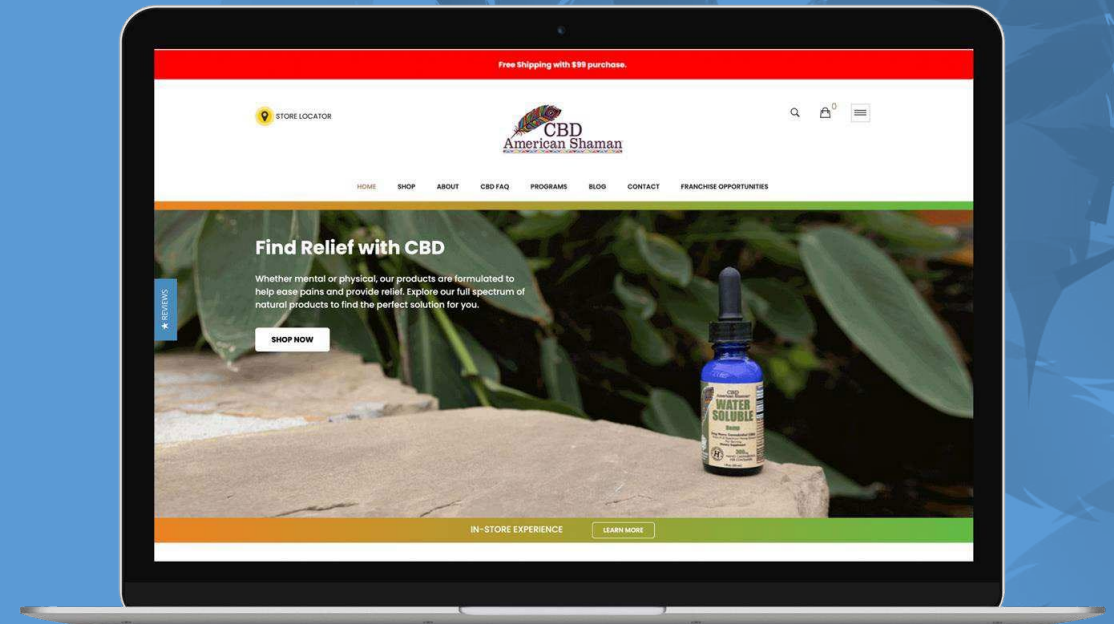 Free Shipping with $99 purchase.
STORE LOCATOR
CBD
American Shaman
0
HOME SHOP ABOUT CBD FAQ PROGRAMS BLOG CONTACT FRANCHISE OPPORTUNITIES
Find Relief with CBD
Whether mental or physical, our products are formulated to
help ease pains and provide relief. Explore our full spectrum of
natural products to find the perfect solution for you.
SHOP NOW
★ REVIEWS
CBD
American Shaman
WATER
SOLUBLE
Hemp
IN-STORE EXPERIENCE LEARN MORE